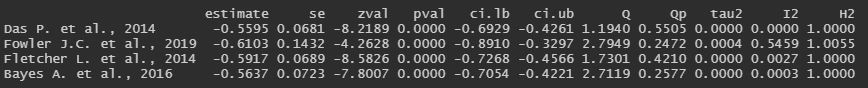 estimate se zval pval ci.lb ci.ub Q Qp tau2 I2 H2
Das P. et al., 2014 -0.5595 0.0681 -8.2189 0.0000 -0.6929 -0.4261 1.1940 0.5505 0.0000 0.0000 1.0000
Fowler J.C. et al., 2019 -0.6103 0.1432 -4.2628 0.0000 -0.8910 -0.3297 2.7949 0.2472 0.0004 0.5459 1.0055
Fletcher L. et al., 2014 -0.5917 0.0689 -8.5826 0.0000 -0.7268 -0.4566 1.7301 0.4210 0.0000 0.0027 1.0000
Bayes A. et al., 2016 -0.5637 0.0723 -7.8007 0.0000 -0.7054 -0.4221 2.7119 0.2577 0.0000 0.0003 1.0000